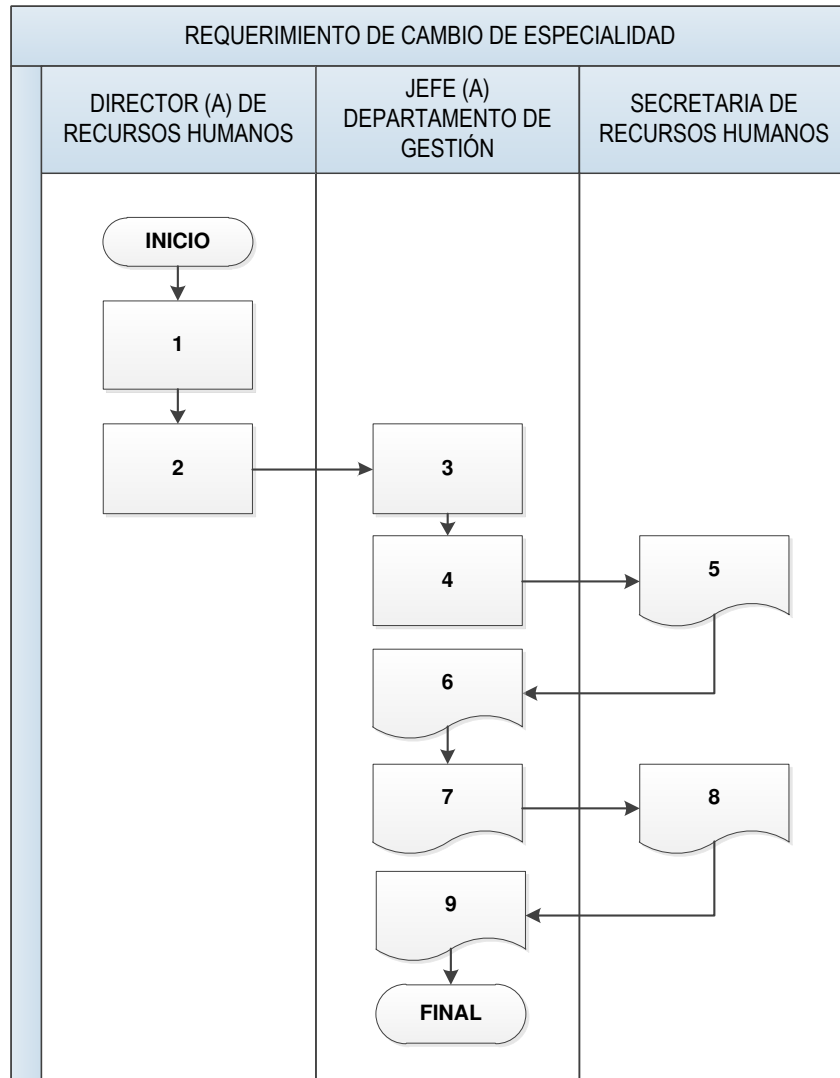 REQUERIMIENTO DE CAMBIO DE ESPECIALIDAD
DIRECTOR (A) DE
RECURSOS HUMANOS
JEFE (A)
DEPARTAMENTO DE
GESTIÓN
SECRETARIA DE
RECURSOS HUMANOS
INICIO
1
2
3
4
5
6
7
8
9
FINAL